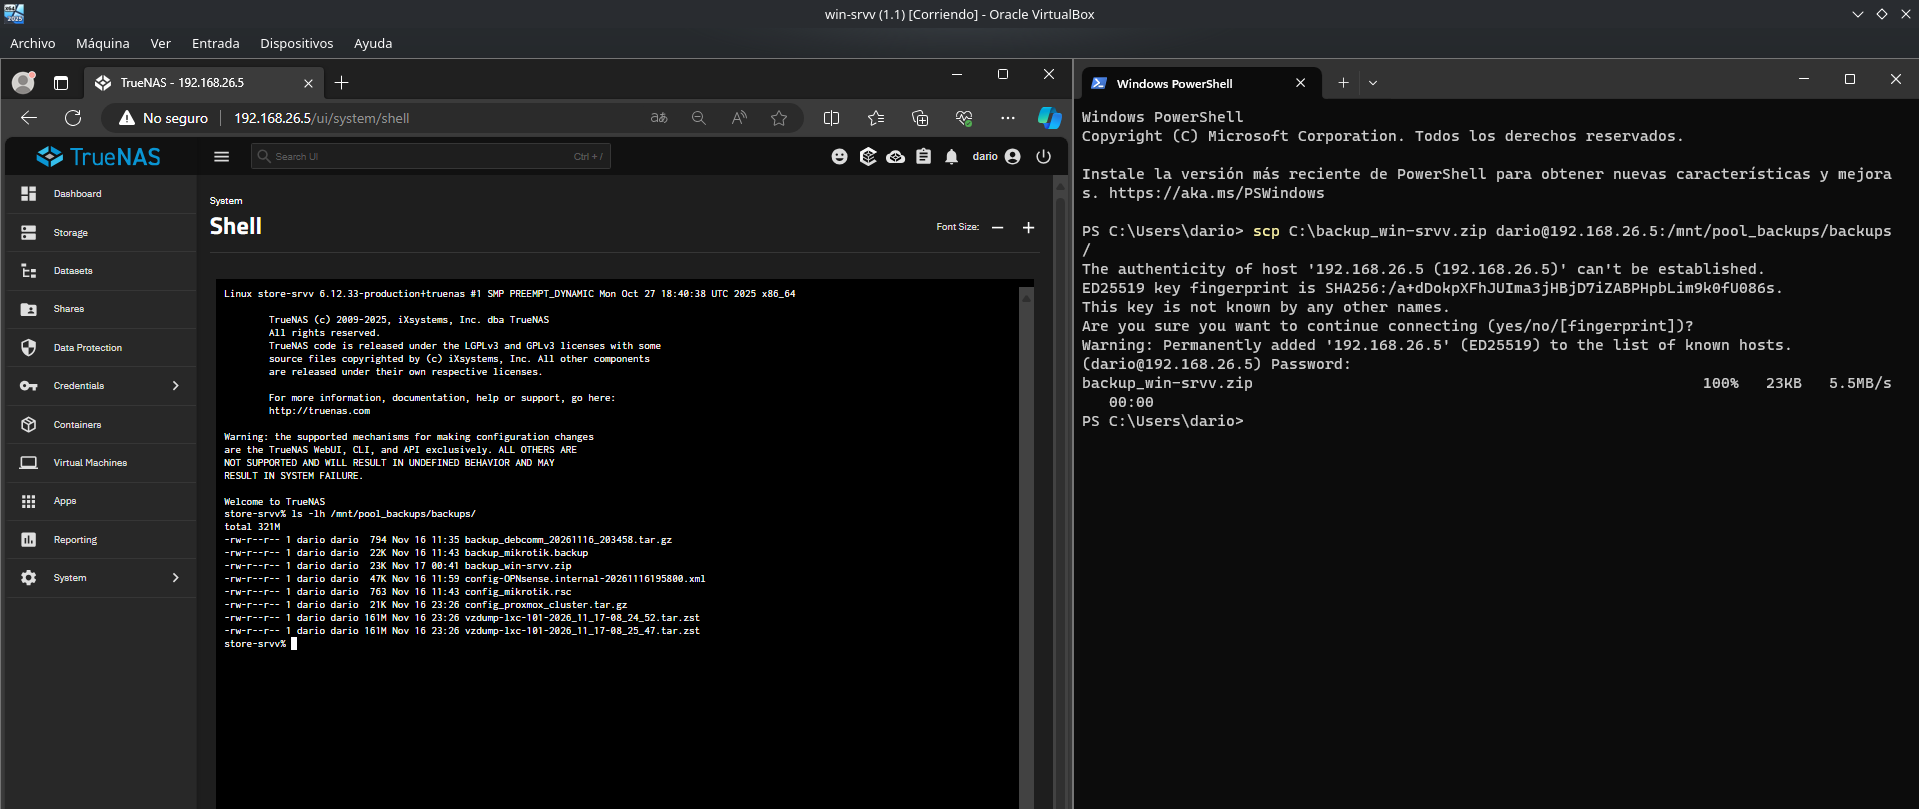 win-srvv (1.1) [Corriendo] - Oracle VirtualBox
Archivo Máquina Ver Entrada Dispositivos Ayuda
TrueNAS - 192.168.26.5
No seguro 192.168.26.5/ui/system/shell
TrueNAS
Search UI Ctrl + /
dario
Dashboard
Storage
Datasets
Shares
Data Protection
Credentials
Containers
Virtual Machines
Apps
Reporting
System
System
Shell
Font Size:
Linux store-srvv 6.12.33-production+truenas #1 SMP PREEMPT_DYNAMIC Mon Oct 27 18:40:38 UTC 2025 x86_64
TrueNAS (c) 2009-2025, iXsystems, Inc. dba TrueNAS
All rights reserved.
TrueNAS code is released under the LGPLv3 and GPLv3 licenses with some
source files copyrighted by (c) iXsystems, Inc. All other components
are released under their own respective licenses.
For more information, documentation, help or support, go here:
http://truenas.com
Warning: the supported mechanisms for making configuration changes
are the TrueNAS WebUI, CLI, and API exclusively. ALL OTHERS ARE
NOT SUPPORTED AND WILL RESULT IN UNDEFINED BEHAVIOR AND MAY
RESULT IN SYSTEM FAILURE.
Welcome to TrueNAS
store-srvv% ls -lh /mnt/pool_backups/backups/
total 321M
-rw-r--r-- 1 dario dario 794 Nov 16 11:35 backup_debcomm_20261116_203458.tar.gz
-rw-r--r-- 1 dario dario 22K Nov 16 11:43 backup_mikrotik.backup
-rw-r--r-- 1 dario dario 23K Nov 17 00:41 backup_win-srvv.zip
-rw-r--r-- 1 dario dario 47K Nov 16 11:59 config-OPNsense.internal-20261116195800.xml
-rw-r--r-- 1 dario dario 763 Nov 16 11:43 config_mikrotik.rsc
-rw-r--r-- 1 dario dario 21K Nov 16 23:26 config_proxmox_cluster.tar.gz
-rw-r--r-- 1 dario dario 161M Nov 16 23:26 vzdump-lxc-101-2026_11_17-08_24_52.tar.zst
-rw-r--r-- 1 dario dario 161M Nov 16 23:26 vzdump-lxc-101-2026_11_17-08_25_47.tar.zst
store-srvv%
Windows PowerShell
Windows PowerShell
Copyright (C) Microsoft Corporation. Todos los derechos reservados.
Instale la versión más reciente de PowerShell para obtener nuevas características y mejora
s. https://aka.ms/PSWindows
PS C:\Users\dario> scp C:\backup_win-srvv.zip dario@192.168.26.5:/mnt/pool_backups/backups
/
The authenticity of host '192.168.26.5 (192.168.26.5)' can't be established.
ED25519 key fingerprint is SHA256:/a+dDokpXFhJUIma3jHBjD7iZABPHpbLim9k0fU086s.
This key is not known by any other names.
Are you sure you want to continue connecting (yes/no/[fingerprint])?
Warning: Permanently added '192.168.26.5' (ED25519) to the list of known hosts.
(dario@192.168.26.5) Password:
backup_win-srvv.zip 100% 23KB 5.5MB/s
00:00
PS C:\Users\dario>